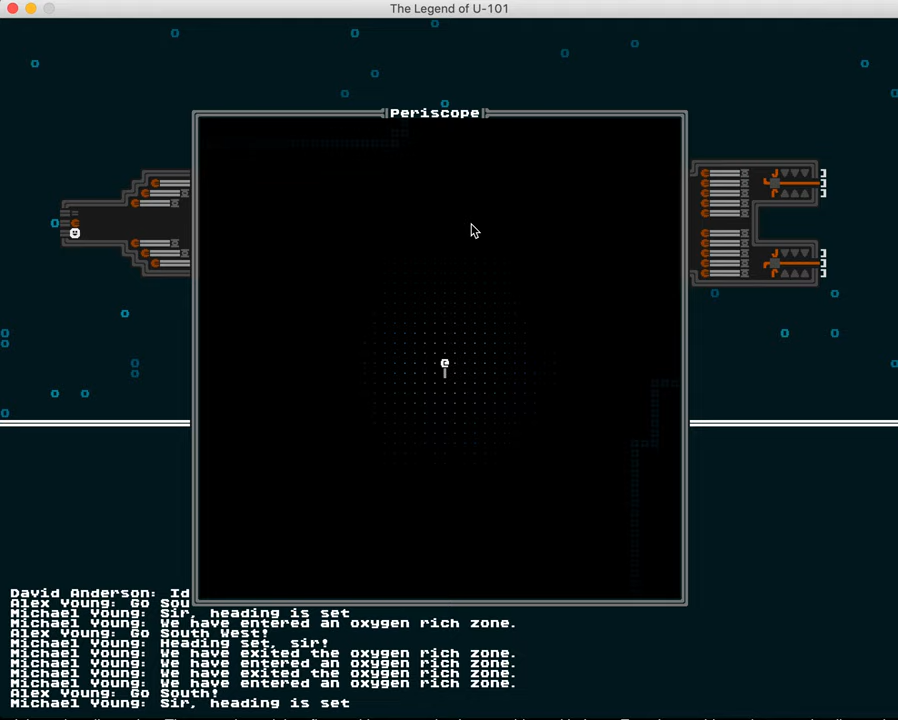 The Legend of U-101
Periscope
David Anderson: Id
Alex Young: Go Sou
Michael Young: Sir, heading is set
Michael Young: We have entered an oxygen rich zone.
Alex Young: Go South West!
Michael Young: Heading set, sir!
Michael Young: We have exited the oxygen rich zone.
Michael Young: We have entered an oxygen rich zone.
Michael Young: We have exited the oxygen rich zone.
Michael Young: We have entered an oxygen rich zone.
Alex Young: Go South!
Michael Young: Sir, heading is set